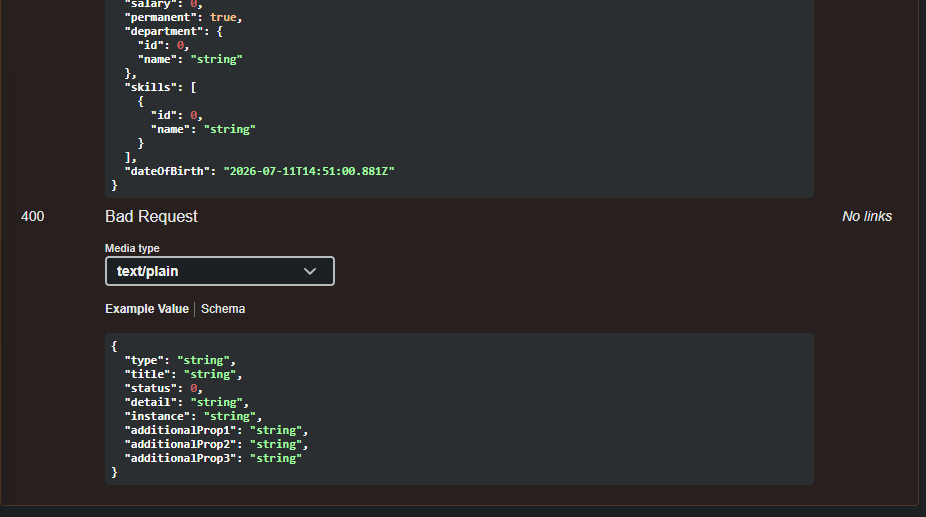 "salary": 0,
"permanent": true,
"department": {
"id": 0,
"name": "string"
},
"skills": [
{
"id": 0,
"name": "string"
}
],
"dateOfBirth": "2026-07-11T14:51:00.881Z"
}
400 Bad Request No links
Media type
text/plain
Example Value | Schema
{
"type": "string",
"title": "string",
"status": 0,
"detail": "string",
"instance": "string",
"additionalProp1": "string",
"additionalProp2": "string",
"additionalProp3": "string"
}